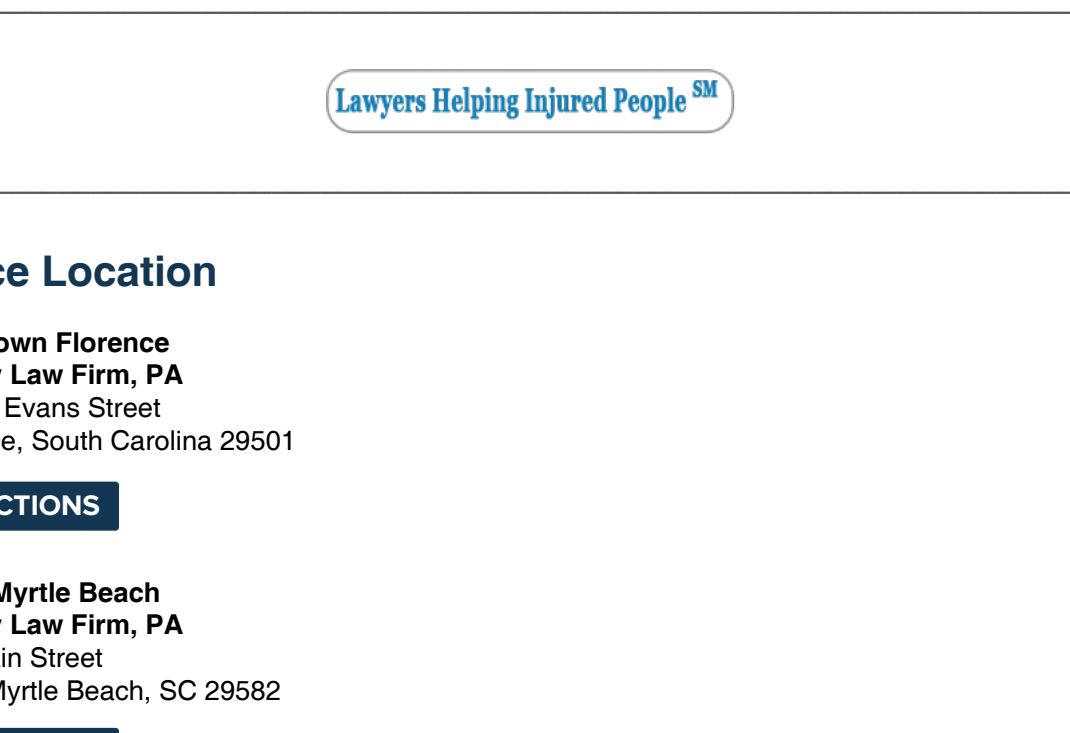 Lawyers Helping Injured People SM
ce Location
own Florence
Law Firm, PA
Evans Street
e, South Carolina 29501
CTIONS
Myrtle Beach
Law Firm, PA
in Street
Myrtle Beach, SC 29582